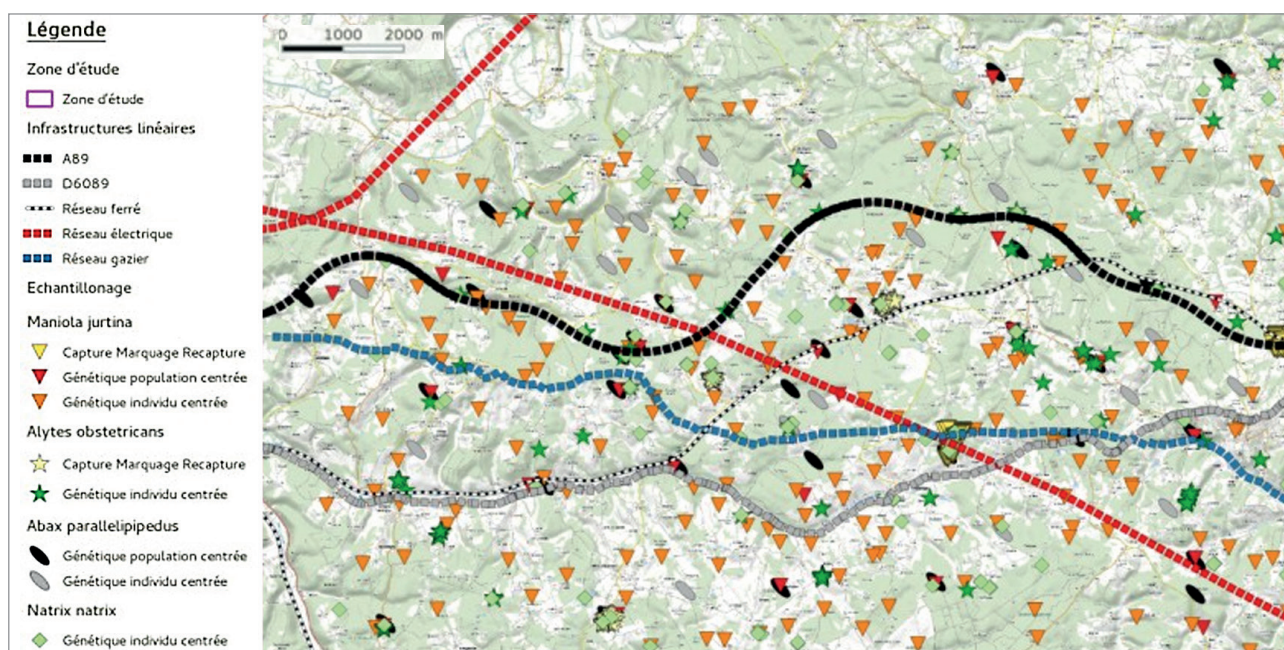 Légende
Zone d'étude
Zone d'étude
Infrastructures linéaires
A89
D6089
Réseau ferré
Réseau électrique
Réseau gazier
Echantillonage
Maniola jurtina
Capture Marquage Recapture
Génétique population centrée
Génétique individu centrée
Alytes obstetricans
Capture Marquage Recapture
Génétique individu centrée
Abax parallelipipedus
Génétique population centrée
Génétique individu centrée
Natrix natrix
Génétique individu centrée
0 1000 2000 m